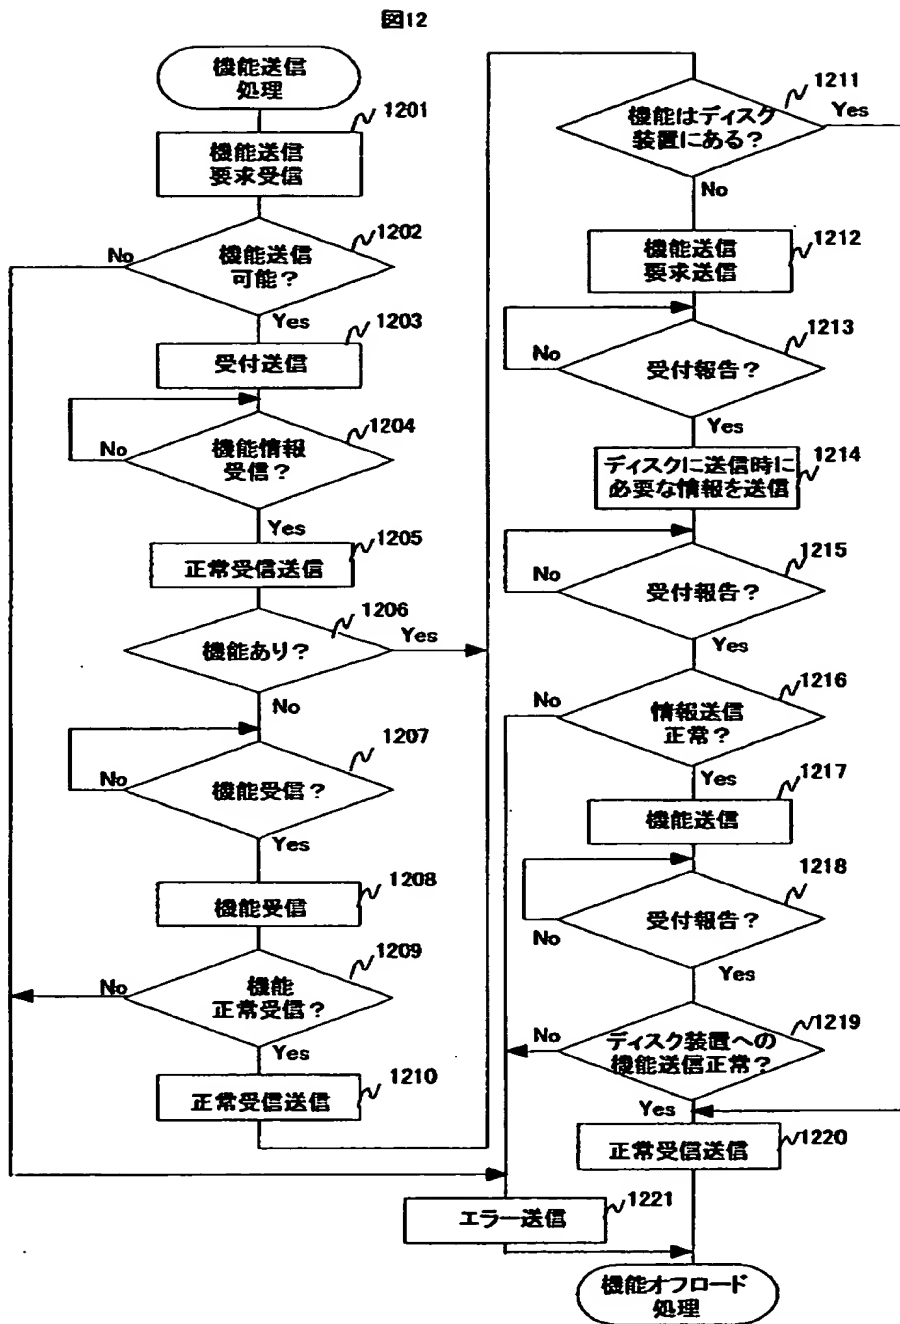 図12
機能送信
処理
1201
機能送信
要求受信
1202
No
機能送信
可能？
Yes
1203
受付送信
1204
No
機能情報
受信？
Yes
1205
正常受信送信
1206
機能あり？
Yes
No
1207
No
機能受信？
Yes
1208
機能受信
1209
No
機能
正常受信？
Yes
1210
正常受信送信
1211
機能はディスク
装置にある？
Yes
No
1212
機能送信
要求送信
1213
No
受付報告？
Yes
1214
ディスクに送信時に
必要な情報を送信
1215
No
受付報告？
Yes
1216
No
情報送信
正常？
Yes
1217
機能送信
1218
No
受付報告？
Yes
1219
No
ディスク装置への
機能送信正常？
Yes
1220
正常受信送信
1221
エラー送信
機能オフロード
処理